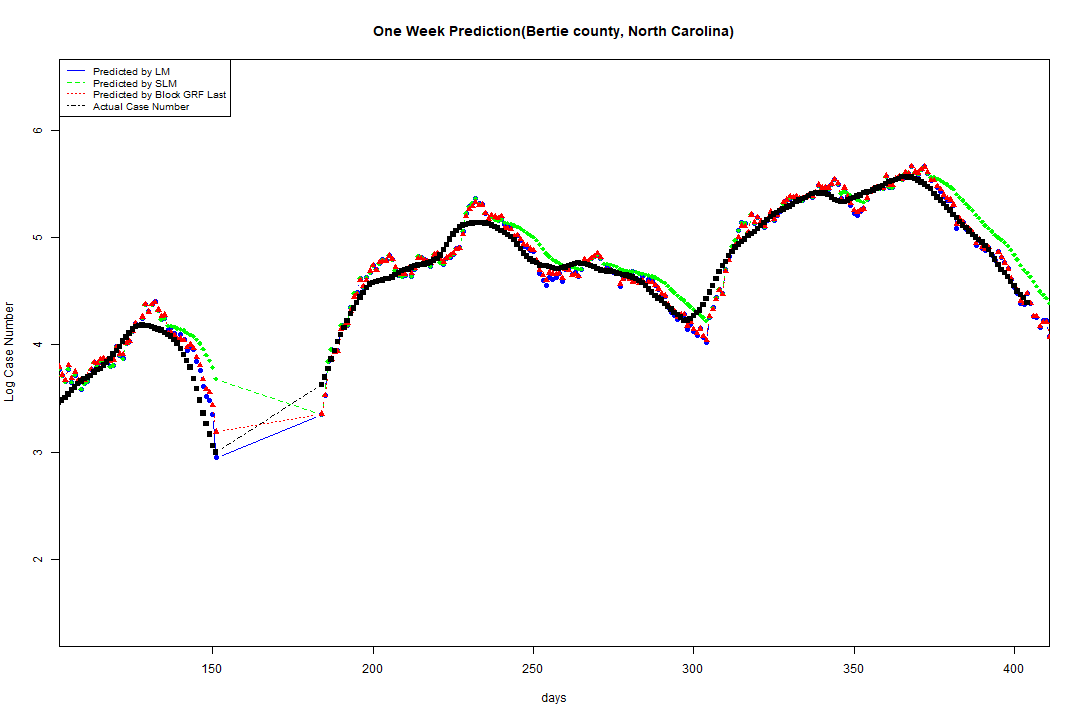 One Week Prediction(Bertie county, North Carolina)
Predicted by LM
Predicted by SLM
Predicted by Block GRF Last
Actual Case Number
6
5
4
3
2
Log Case Number
150 200 250 300 350 400
days